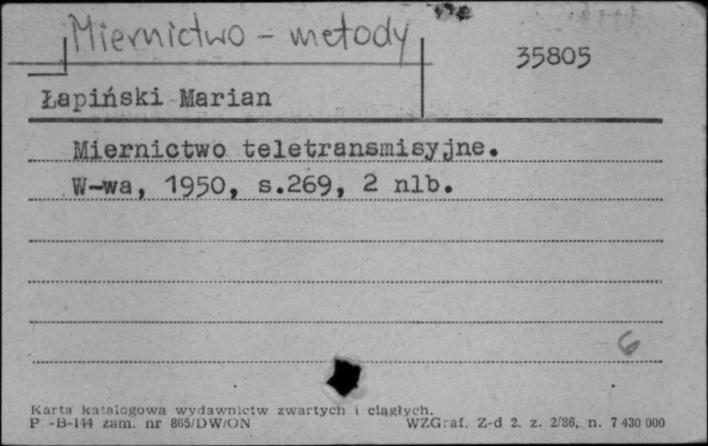 Miernictwo - metody
35805
Łapiński Marian
Miernictwo teletransmisyjne.
W-wa, 1950, s.269, 2 nlb.
6
Karta katalogowa wydawnictw zwartych i ciągłych.
P -B-144 zam. nr 865/DW/ON WZGraf. Z-d 2. z. 2/86, n. 7 430 000